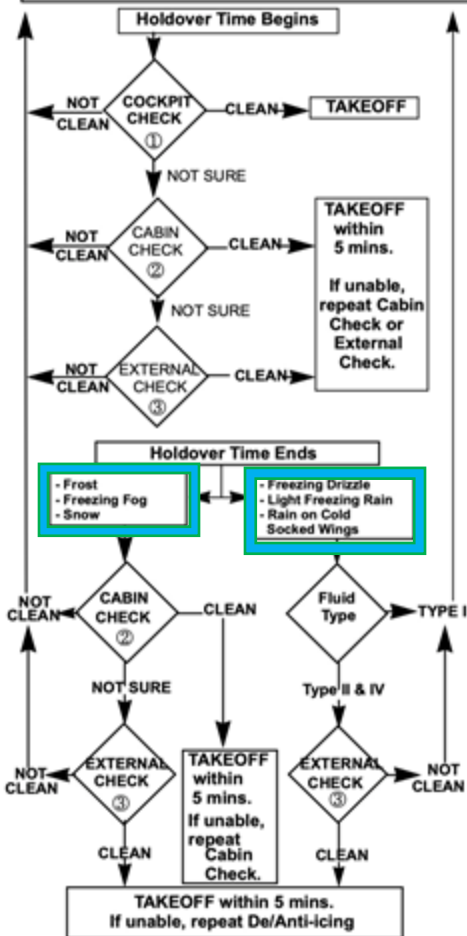 Holdover Time Begins
NOT
CLEAN
COCKPIT
CHECK
①
CLEAN
TAKEOFF
NOT SURE
NOT
CLEAN
CABIN
CHECK
②
CLEAN
TAKEOFF
within
5 mins.
If unable,
repeat Cabin
Check or
External
Check.
NOT SURE
NOT
CLEAN
EXTERNAL
CHECK
③
CLEAN
Holdover Time Ends
- Frost
- Freezing Fog
- Snow
- Freezing Drizzle
- Light Freezing Rain
- Rain on Cold
Socked Wings
NOT
CLEAN
CABIN
CHECK
②
CLEAN
Fluid
Type
TYPE I
NOT SURE
Type II & IV
NOT
CLEAN
EXTERNAL
CHECK
③
TAKEOFF
within
5 mins.
If unable,
repeat
Cabin
Check.
EXTERNAL
CHECK
③
NOT
CLEAN
CLEAN
CLEAN
TAKEOFF within 5 mins.
If unable, repeat De/Anti-icing